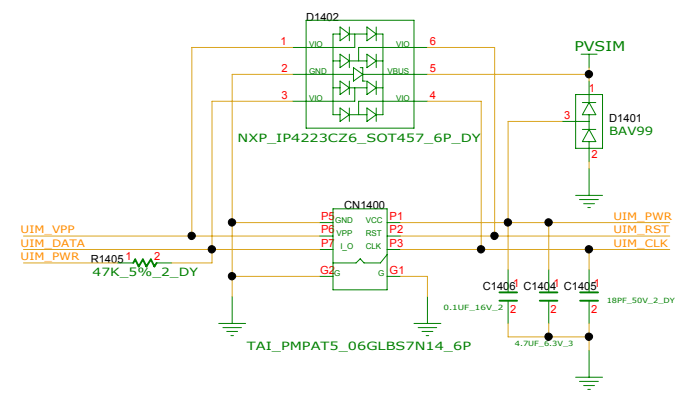 D1402
1 VIO VIO 6
2 GND VBUS 5
3 VIO VIO 4
NXP_IP4223CZ6_SOT457_6P_DY
PVSIM
1
3
D1401
BAV99
2
CN1400
P5 GND VCC P1
UIM_PWR
UIM_VPP
P6 VPP RST P2
UIM_RST
UIM_DATA
P7 I_O CLK P3
UIM_CLK
UIM_PWR
R1405 1 2
47K_5%_2_DY
G2 G G G1
TAI_PMPAT5_06GLBS7N14_6P
C1406 1
2
0.1UF_16V_2
C1404 1
2
4.7UF_6.3V_3
C1405 1
2
18PF_50V_2_DY